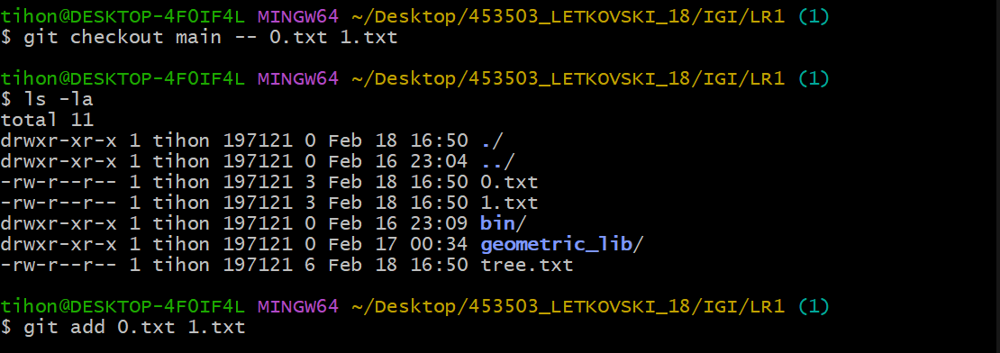 tihon@DESKTOP-4F0IF4L MINGW64 ~/Desktop/453503_LETKOVSKI_18/IGI/LR1 (1)
$ git checkout main -- 0.txt 1.txt
tihon@DESKTOP-4F0IF4L MINGW64 ~/Desktop/453503_LETKOVSKI_18/IGI/LR1 (1)
$ ls -la
total 11
drwxr-xr-x 1 tihon 197121 0 Feb 18 16:50 ./
drwxr-xr-x 1 tihon 197121 0 Feb 16 23:04 ../
-rw-r--r-- 1 tihon 197121 3 Feb 18 16:50 0.txt
-rw-r--r-- 1 tihon 197121 3 Feb 18 16:50 1.txt
drwxr-xr-x 1 tihon 197121 0 Feb 16 23:09 bin/
drwxr-xr-x 1 tihon 197121 0 Feb 17 00:34 geometric_lib/
-rw-r--r-- 1 tihon 197121 6 Feb 18 16:50 tree.txt
tihon@DESKTOP-4F0IF4L MINGW64 ~/Desktop/453503_LETKOVSKI_18/IGI/LR1 (1)
$ git add 0.txt 1.txt